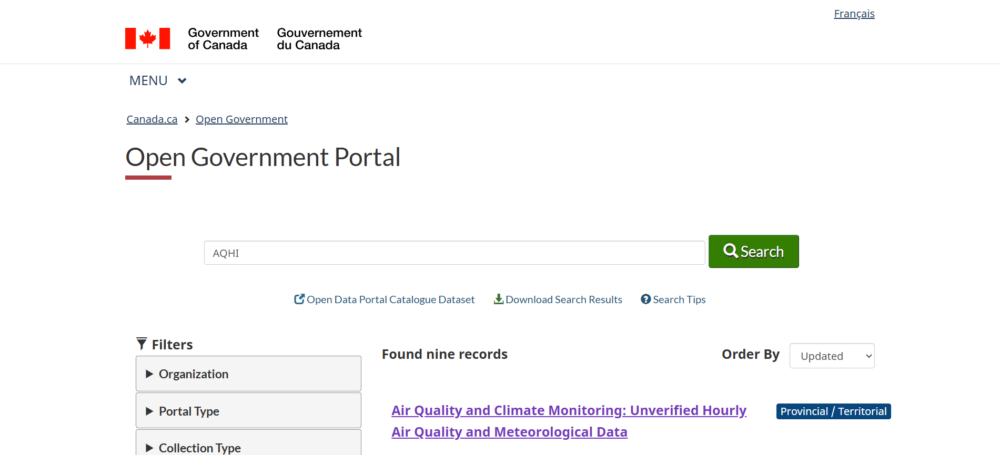 Français
Government
of Canada
Gouvernement
du Canada
MENU
Canada.ca
Open Government
Open Government Portal
AQHI
Search
Open Data Portal Catalogue Dataset
Download Search Results
Search Tips
Filters
Organization
Portal Type
Collection Type
Found nine records
Order By
Updated
Air Quality and Climate Monitoring: Unverified Hourly
Air Quality and Meteorological Data
Provincial / Territorial